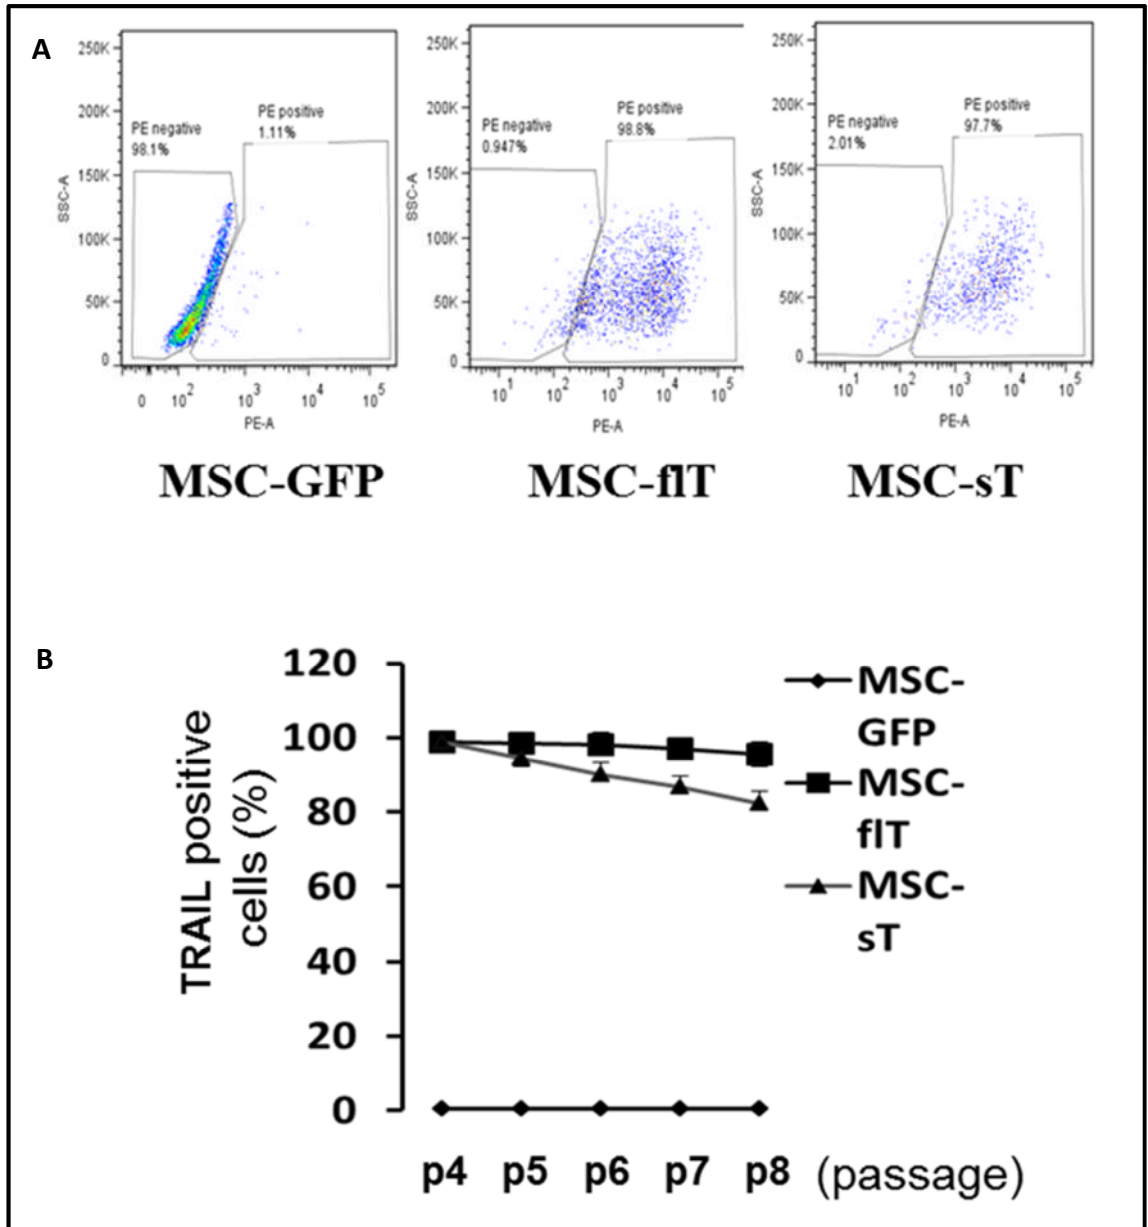 A
250K
200K
150K
100K
50K
0
SSC-A
PE negative
98.1%
PE positive
1.11%
0
10^2
10^3
10^4
10^5
PE-A
MSC-GFP
250K
200K
150K
100K
50K
0
SSC-A
PE negative
0.947%
PE positive
98.8%
10^1
10^2
10^3
10^4
10^5
PE-A
MSC-flT
250K
200K
150K
100K
50K
0
SSC-A
PE negative
2.01%
PE positive
97.7%
10^1
10^2
10^3
10^4
10^5
PE-A
MSC-sT
B
TRAIL positive
cells (%)
120
100
80
60
40
20
0
p4 p5 p6 p7 p8 (passage)
MSC-
GFP
MSC-
flT
MSC-
sT